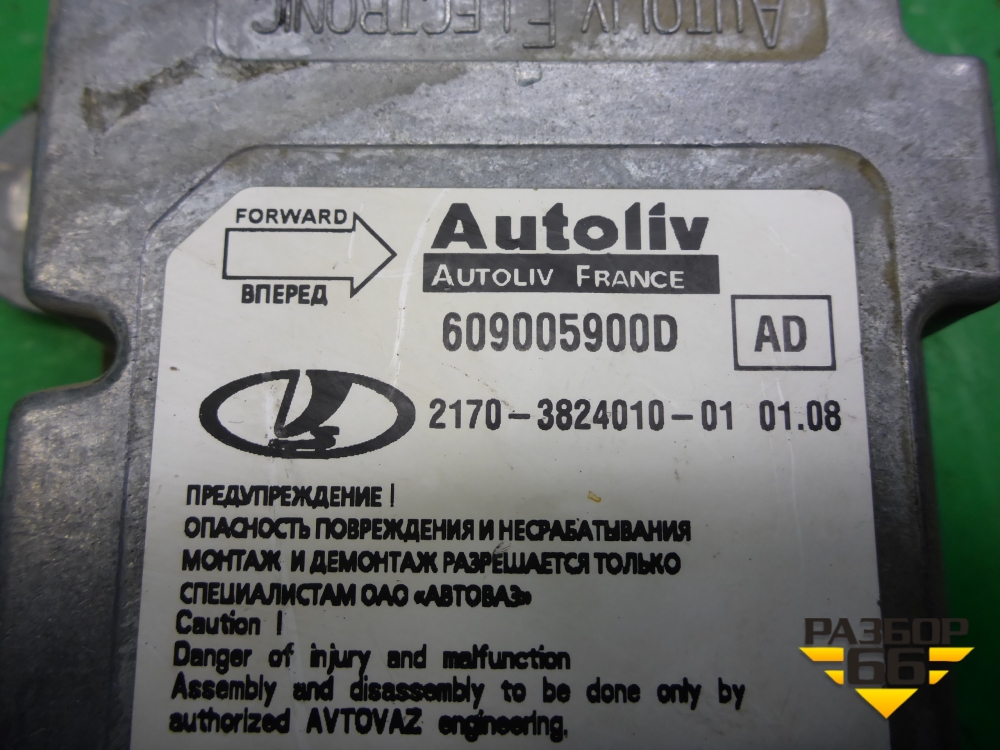 AUTOLIV ELECTRONIC
FORWARD
ВПЕРЕД
Autoliv
AUTOLIV FRANCE
609005900D
AD
2170-3824010-01 01.08
ПРЕДУПРЕЖДЕНИЕ !
ОПАСНОСТЬ ПОВРЕЖДЕНИЯ И НЕСРАБАТЫВАНИЯ
МОНТАЖ И ДЕМОНТАЖ РАЗРЕШАЕТСЯ ТОЛЬКО
СПЕЦИАЛИСТАМ ОАО «АВТОВАЗ»
Caution !
Danger of injury and malfunction
Assembly and disassembly to be done only by
authorized AVTOVAZ engineering.
РАЗБОР
66